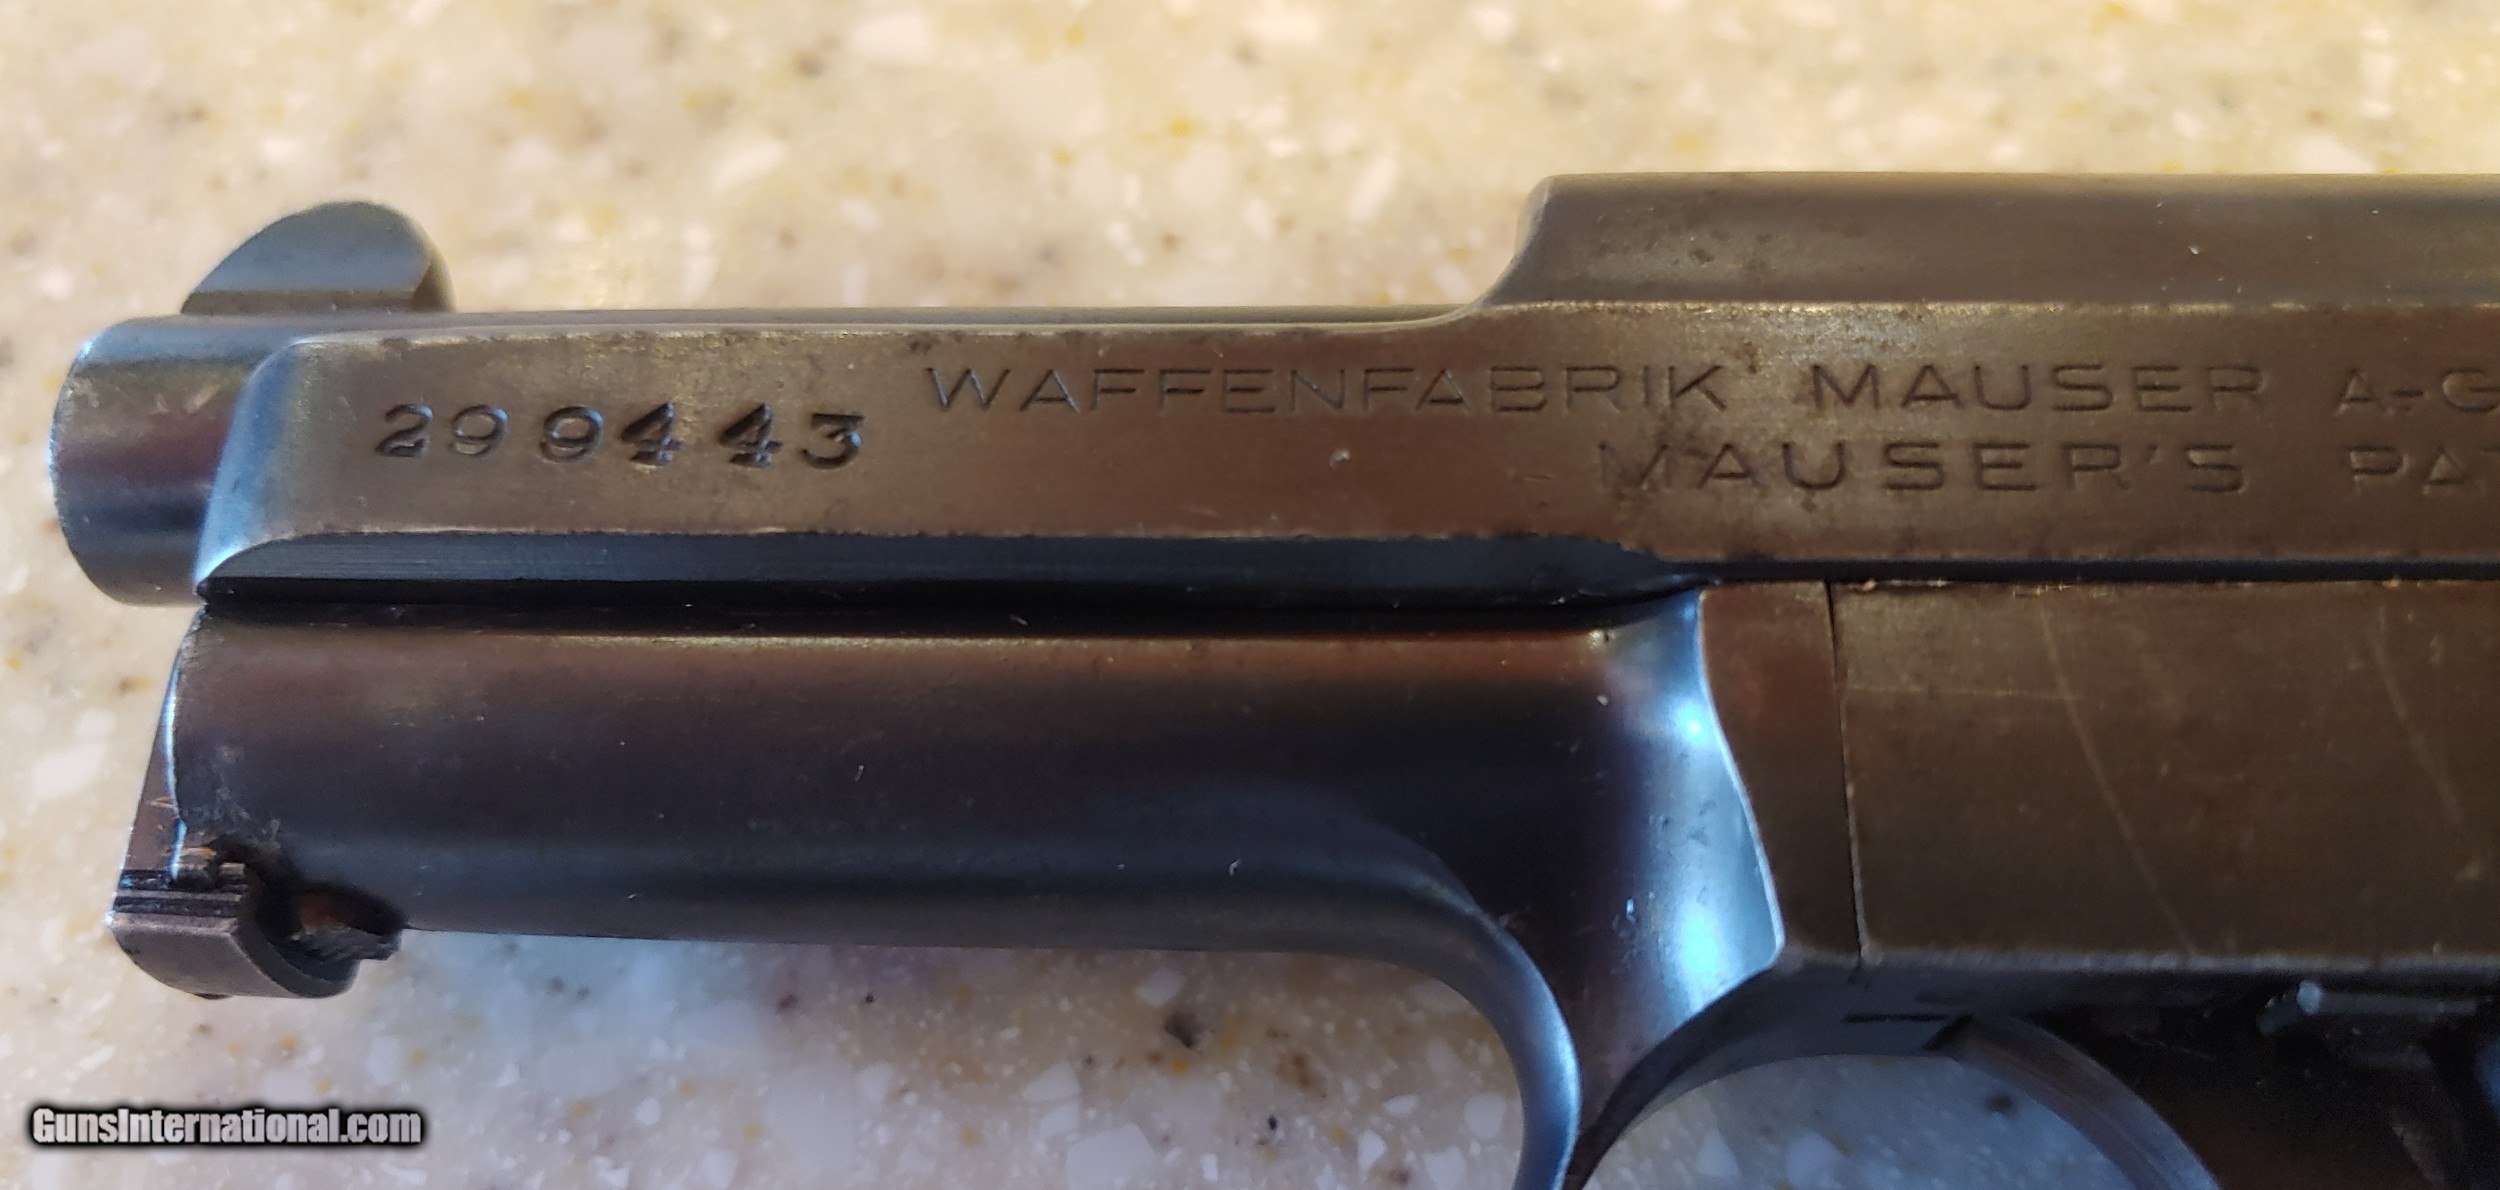 299443
WAFFENFABRIK MAUSER A-G
MAUSER'S PAT
GunsInternational.com